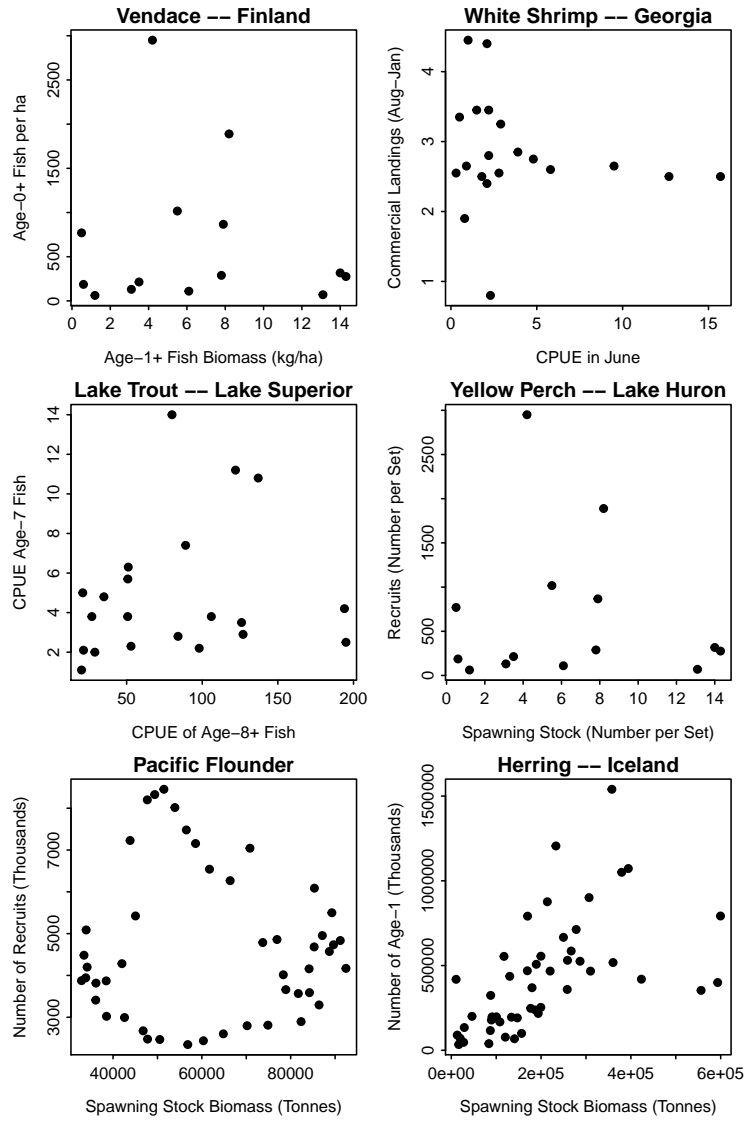 Vendace −− Finland
Age−0+ Fish per ha
0 500 1500 2500
0 2 4 6 8 10 12 14
Age−1+ Fish Biomass (kg/ha)
White Shrimp −− Georgia
Commercial Landings (Aug−Jan)
1 2 3 4
0 5 10 15
CPUE in June
Lake Trout −− Lake Superior
CPUE Age−7 Fish
2 4 6 8 10 12 14
50 100 150 200
CPUE of Age−8+ Fish
Yellow Perch −− Lake Huron
Recruits (Number per Set)
0 500 1500 2500
0 2 4 6 8 10 12 14
Spawning Stock (Number per Set)
Pacific Flounder
Number of Recruits (Thousands)
3000 5000 7000
40000 60000 80000
Spawning Stock Biomass (Tonnes)
Herring −− Iceland
Number of Age−1 (Thousands)
0 500000 1000000 1500000
0e+00 2e+05 4e+05 6e+05
Spawning Stock Biomass (Tonnes)